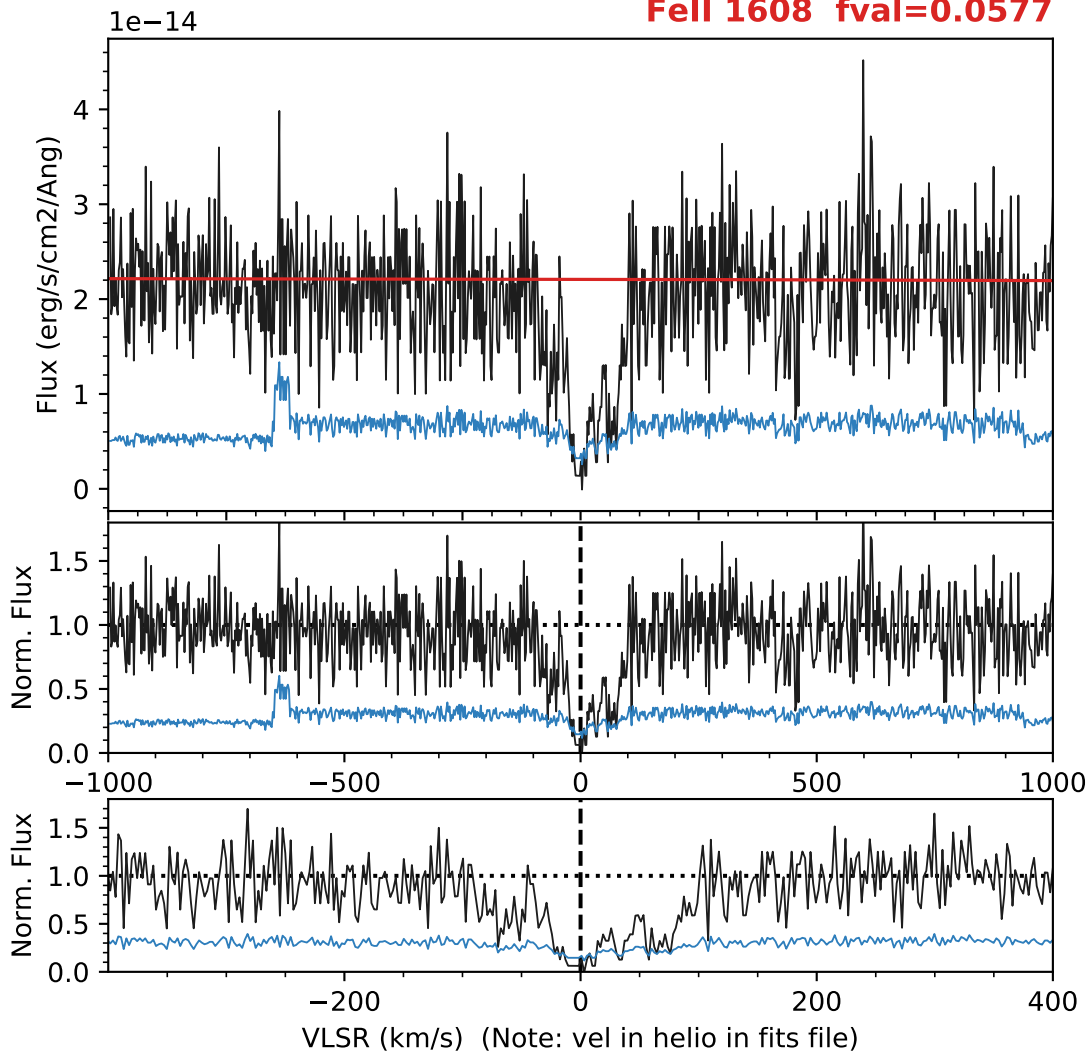 FeII 1608 fval=0.0577
1e−14
4
3
2
1
0
Flux (erg/s/cm2/Ang)
1.5
1.0
0.5
0.0
Norm. Flux
−1000 −500 0 500 1000
1.5
1.0
0.5
0.0
Norm. Flux
−200 0 200 400
VLSR (km/s) (Note: vel in helio in fits file)